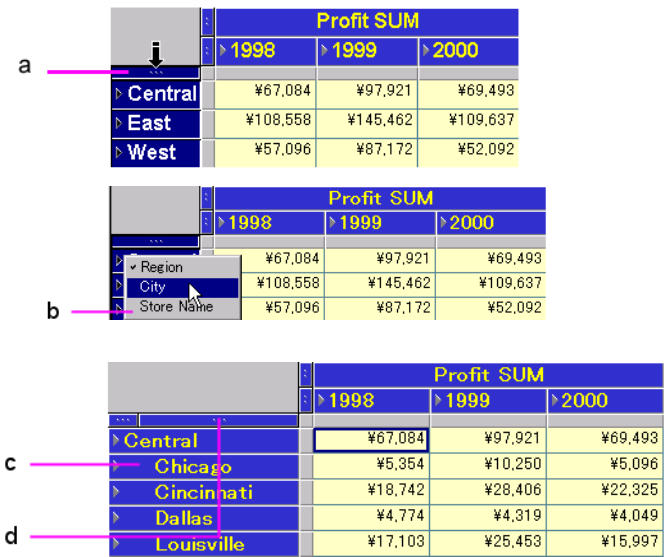 Profit SUM
1998 1999 2000
a
Central ¥67,084 ¥97,921 ¥69,493
East ¥108,558 ¥145,462 ¥109,637
West ¥57,096 ¥87,172 ¥52,092
Profit SUM
1998 1999 2000
¥67,084 ¥97,921 ¥69,493
Region
City ¥108,558 ¥145,462 ¥109,637
b Store Name ¥57,096 ¥87,172 ¥52,092
Profit SUM
1998 1999 2000
Central ¥67,084 ¥97,921 ¥69,493
c Chicago ¥5,354 ¥10,250 ¥5,096
Cincinnati ¥18,742 ¥28,406 ¥22,325
d Dallas ¥4,774 ¥4,319 ¥4,049
Louisville ¥17,103 ¥25,453 ¥15,997